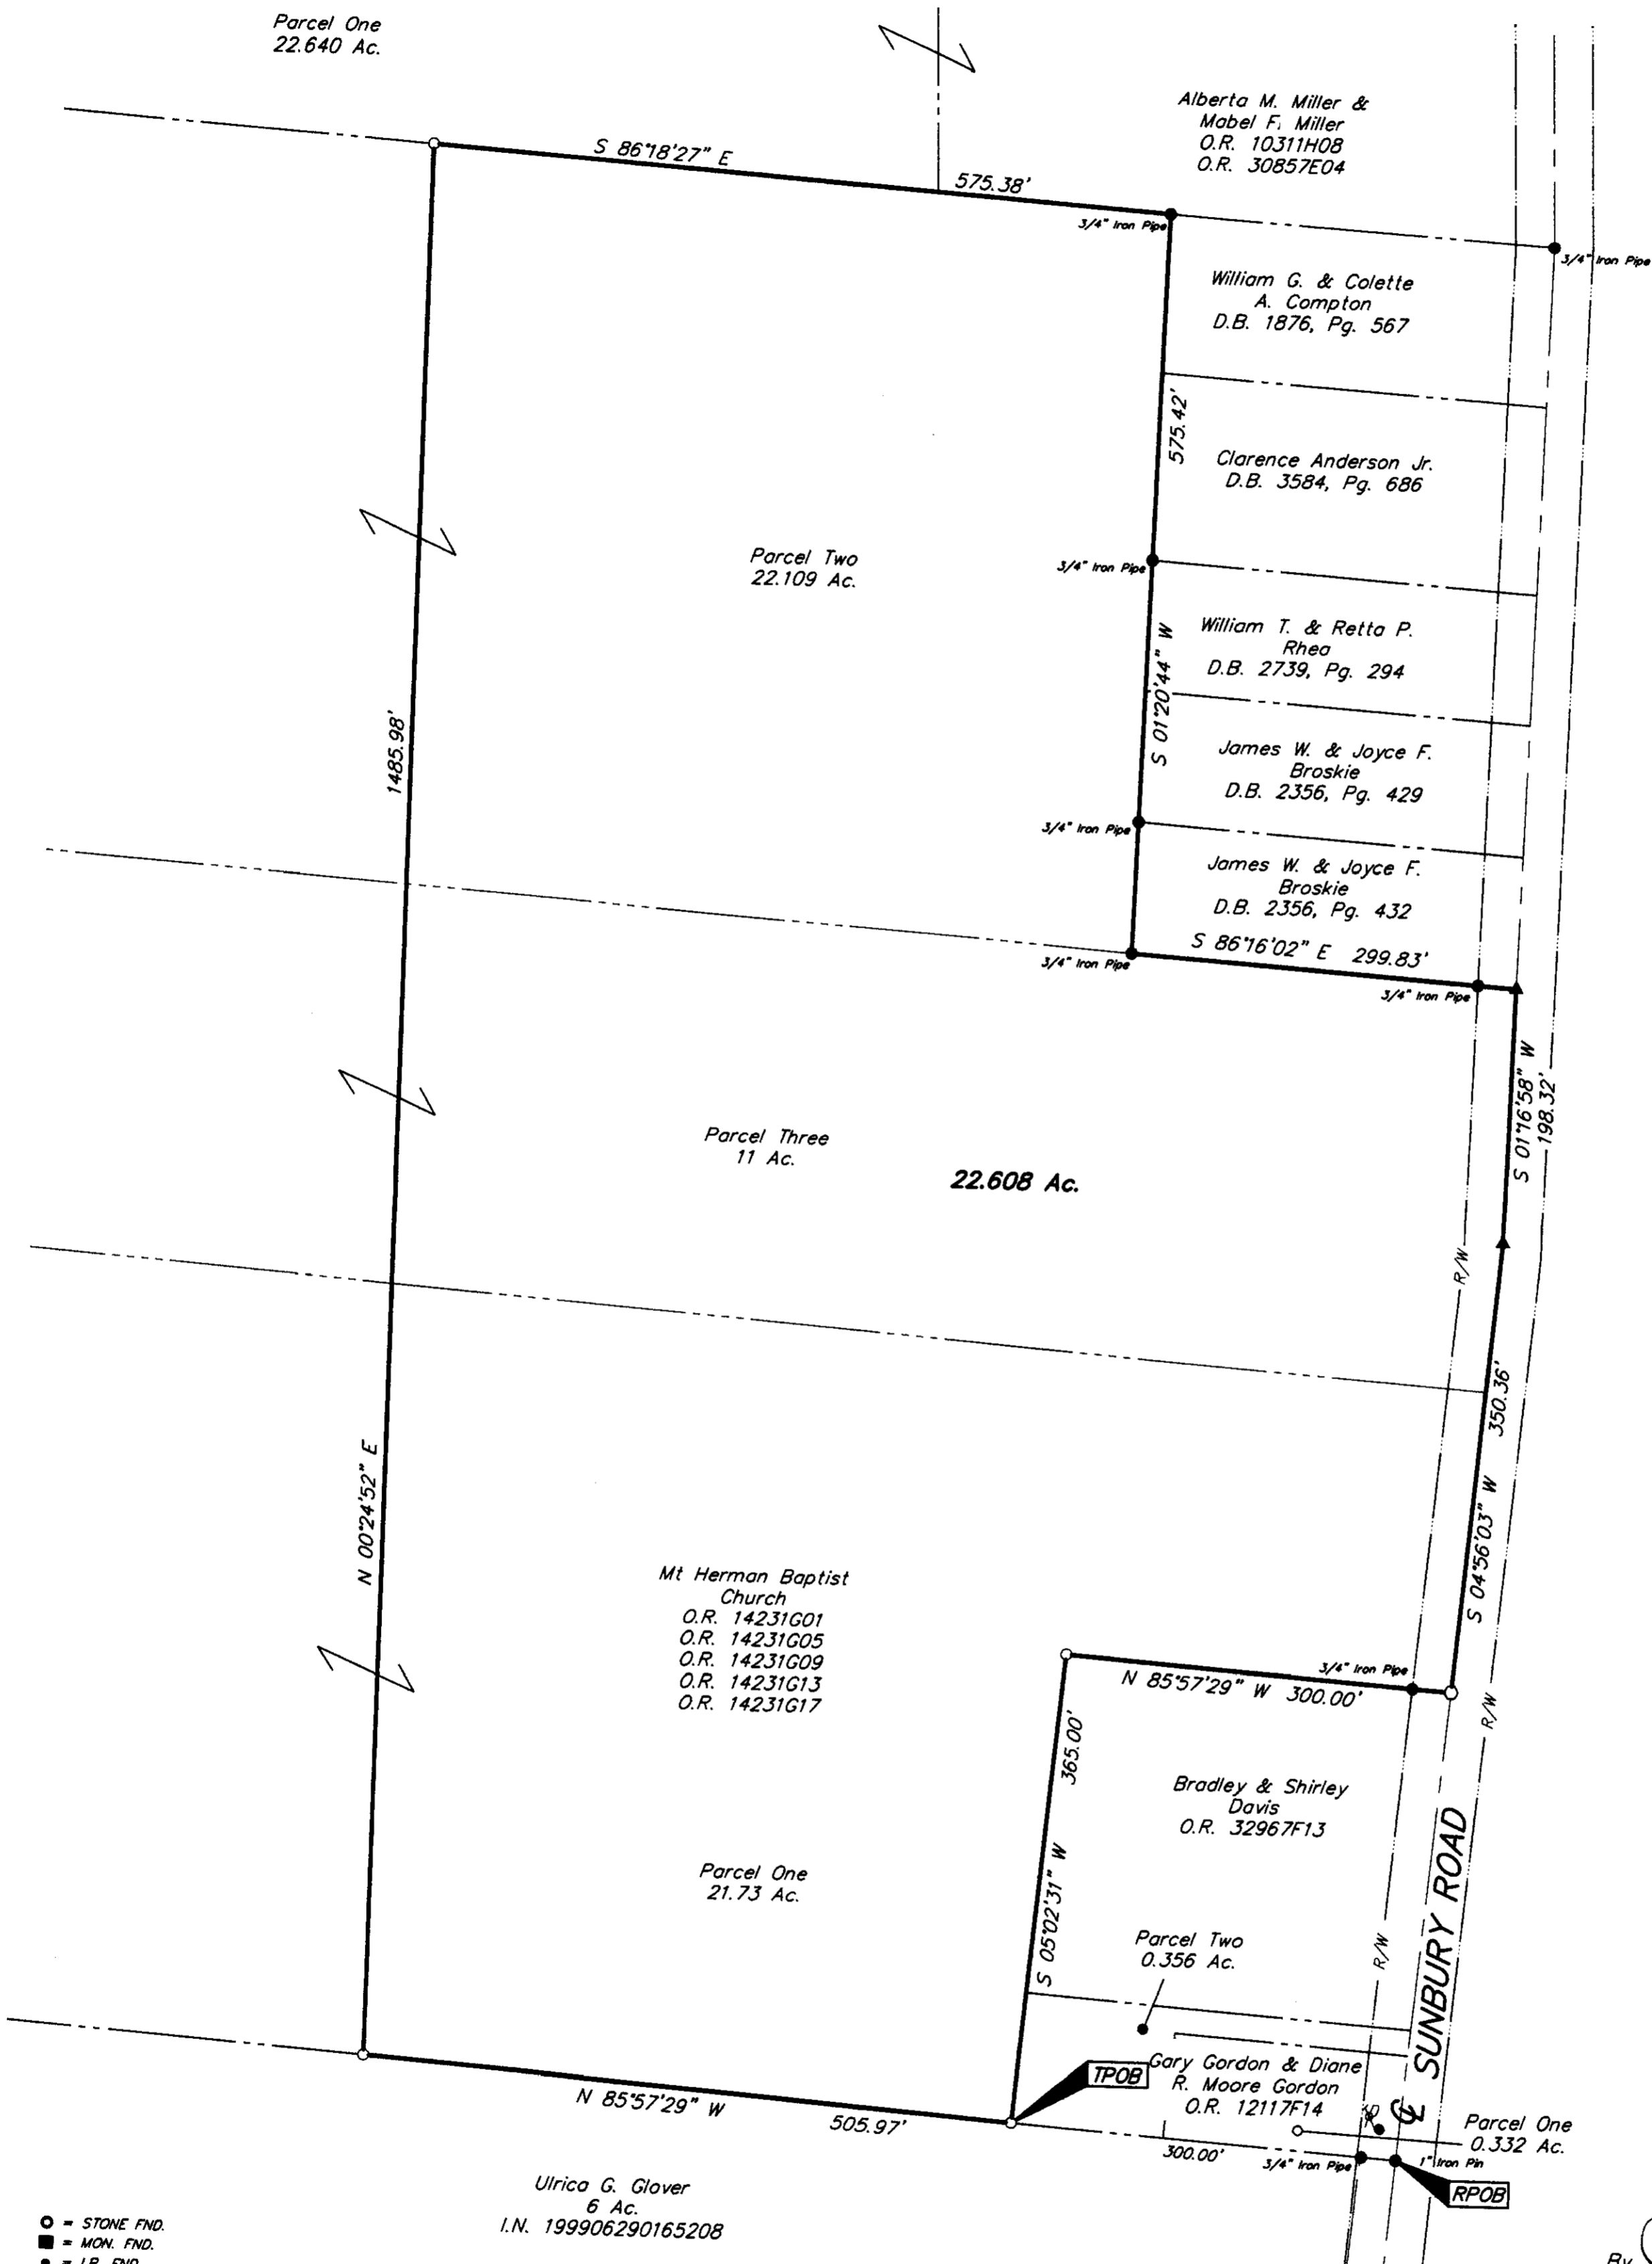 Parcel One
22.640 Ac.
Alberta M. Miller &
Mabel F. Miller
O.R. 10311H08
O.R. 30857E04
S 86°18'27" E
575.38'
3/4" Iron Pipe
3/4" Iron Pipe
William G. & Colette
A. Compton
D.B. 1876, Pg. 567
575.42'
Clarence Anderson Jr.
D.B. 3584, Pg. 686
Parcel Two
22.109 Ac.
3/4" Iron Pipe
William T. & Retta P.
Rhea
D.B. 2739, Pg. 294
S 01°20'44" W
1485.98'
James W. & Joyce F.
Broskie
D.B. 2356, Pg. 429
3/4" Iron Pipe
James W. & Joyce F.
Broskie
D.B. 2356, Pg. 432
S 86°16'02" E 299.83'
3/4" Iron Pipe
3/4" Iron Pipe
S 01°16'58" W
198.32'
Parcel Three
11 Ac.
22.608 Ac.
R/W
350.36'
S 04°56'03" W
N 00°24'52" E
Mt Herman Baptist
Church
O.R. 14231G01
O.R. 14231G05
O.R. 14231G09
O.R. 14231G13
O.R. 14231G17
3/4" Iron Pipe
N 85°57'29" W 300.00'
R/W
365.00'
Bradley & Shirley
Davis
O.R. 32967F13
SUNBURY ROAD
Parcel One
21.73 Ac.
S 05°02'31" W
Parcel Two
0.356 Ac.
R/W
TPOB
Gary Gordon & Diane
R. Moore Gordon
O.R. 12117F14
N 85°57'29" W
505.97'
Parcel One
0.332 Ac.
300.00'
3/4" Iron Pipe
1" Iron Pin
RPOB
Ulrica G. Glover
6 Ac.
I.N. 199906290165208
= STONE FND.
= MON. FND.
= I.P. FND.
By